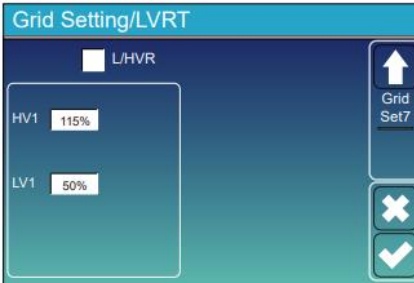 Grid Setting/LVRT
L/HVR
HV1 115%
LV1 50%
Grid
Set7